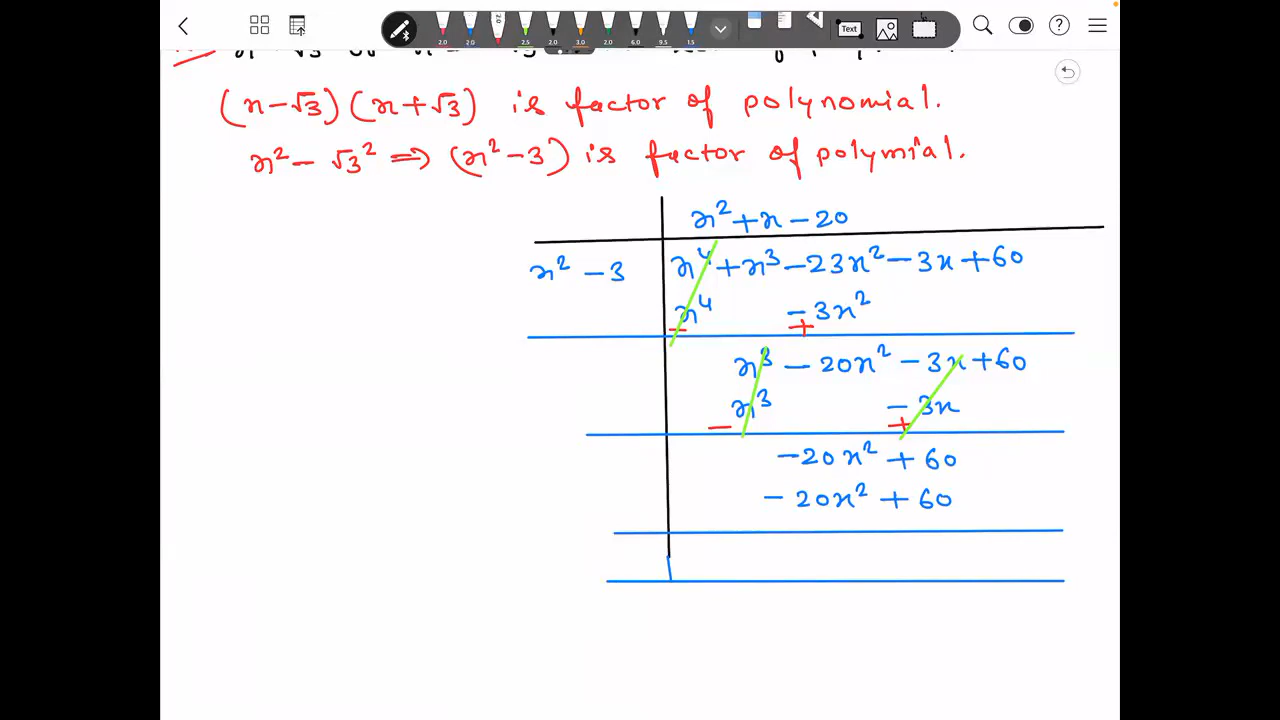 (x-√3)(x+√3) is factor of polynomial.
x² - √3² ⇒ (x²-3) is factor of polymial.
x² + x - 20
x² - 3 x⁴ + x³ - 23x² - 3x + 60
x⁴ - 3x²
- +
x³ - 20x² - 3x + 60
x³ - 3x
- +
-20x² + 60
- 20x² + 60
Text